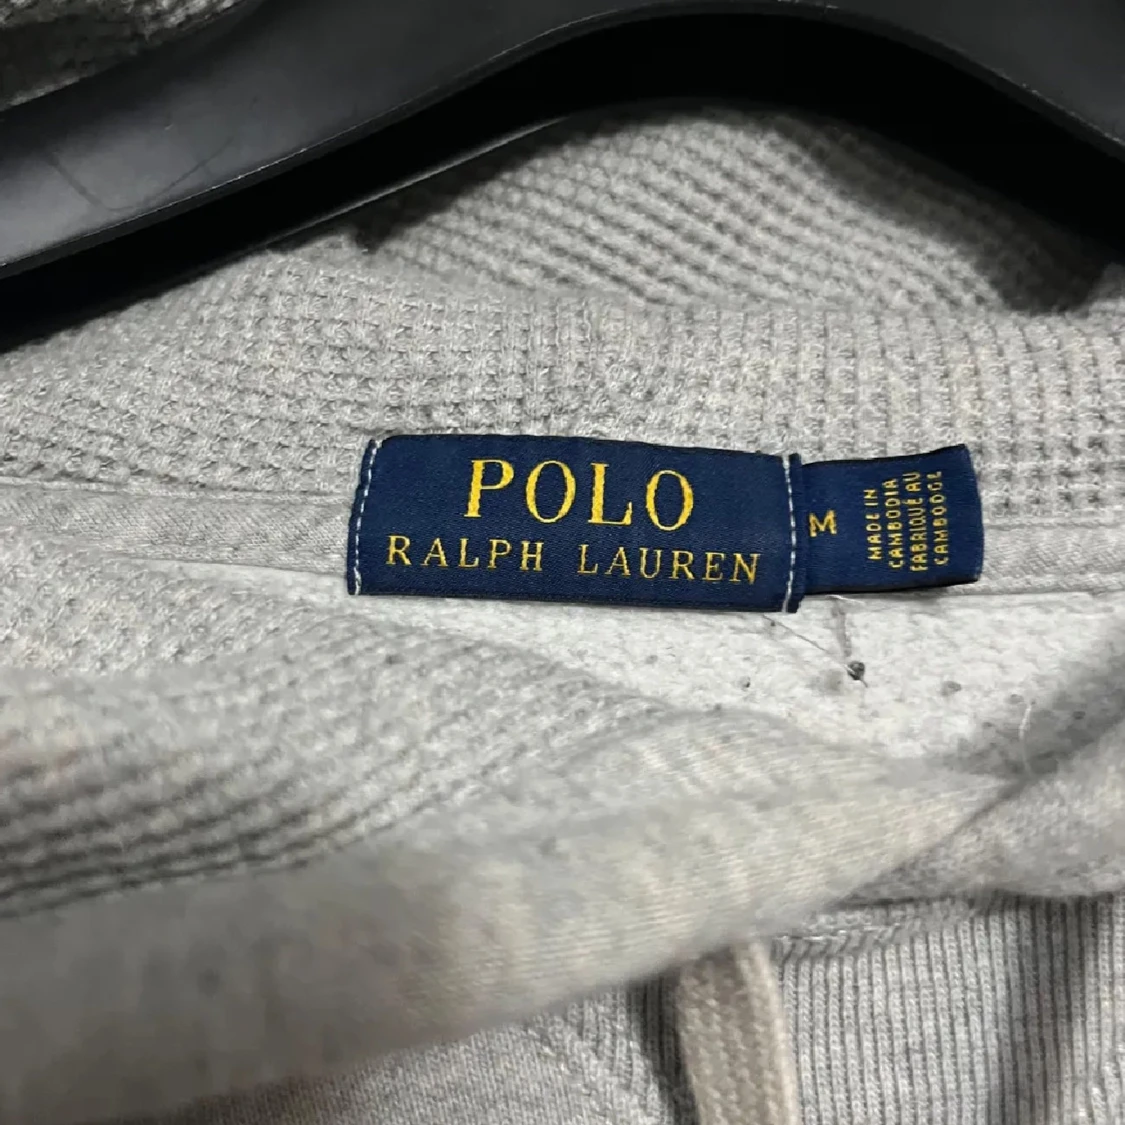 POLO
RALPH LAUREN
M
MADE IN
CAMBODIA
FABRIQUÉ AU
CAMBODGE